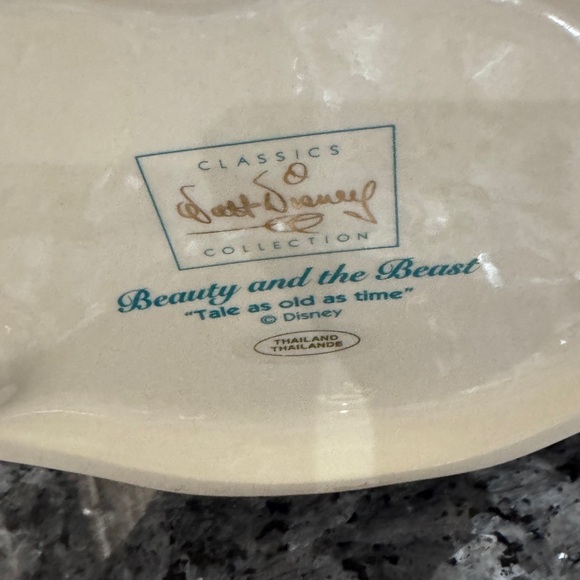 CLASSICS
Walt Disney
COLLECTION
Beauty and the Beast
"Tale as old as time"
© Disney
THAILAND
THAILANDE